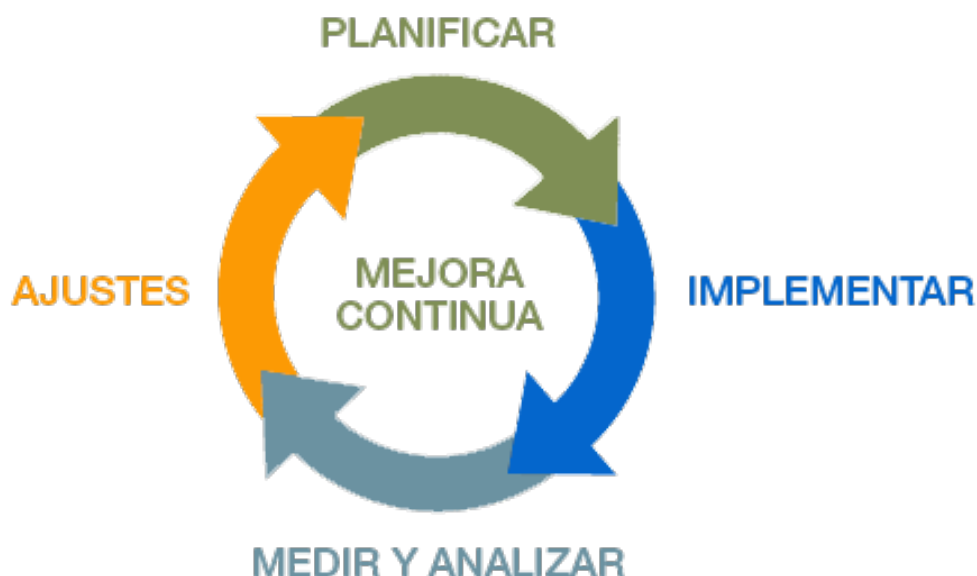 PLANIFICAR
AJUSTES
MEJORA
CONTINUA
IMPLEMENTAR
MEDIR Y ANALIZAR